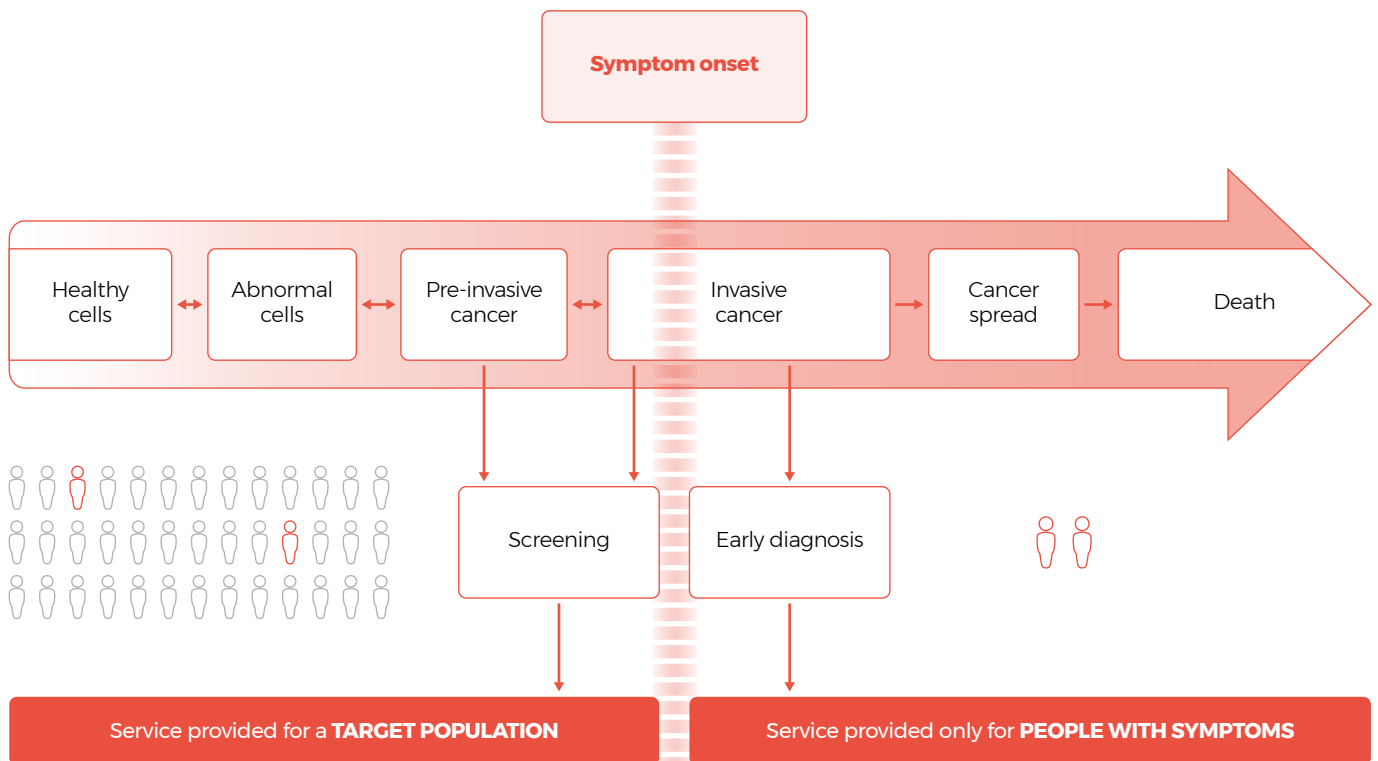 Symptom onset
Healthy
cells
Abnormal
cells
Pre-invasive
cancer
Invasive
cancer
Cancer
spread
Death
Screening
Early diagnosis
Service provided for a TARGET POPULATION
Service provided only for PEOPLE WITH SYMPTOMS